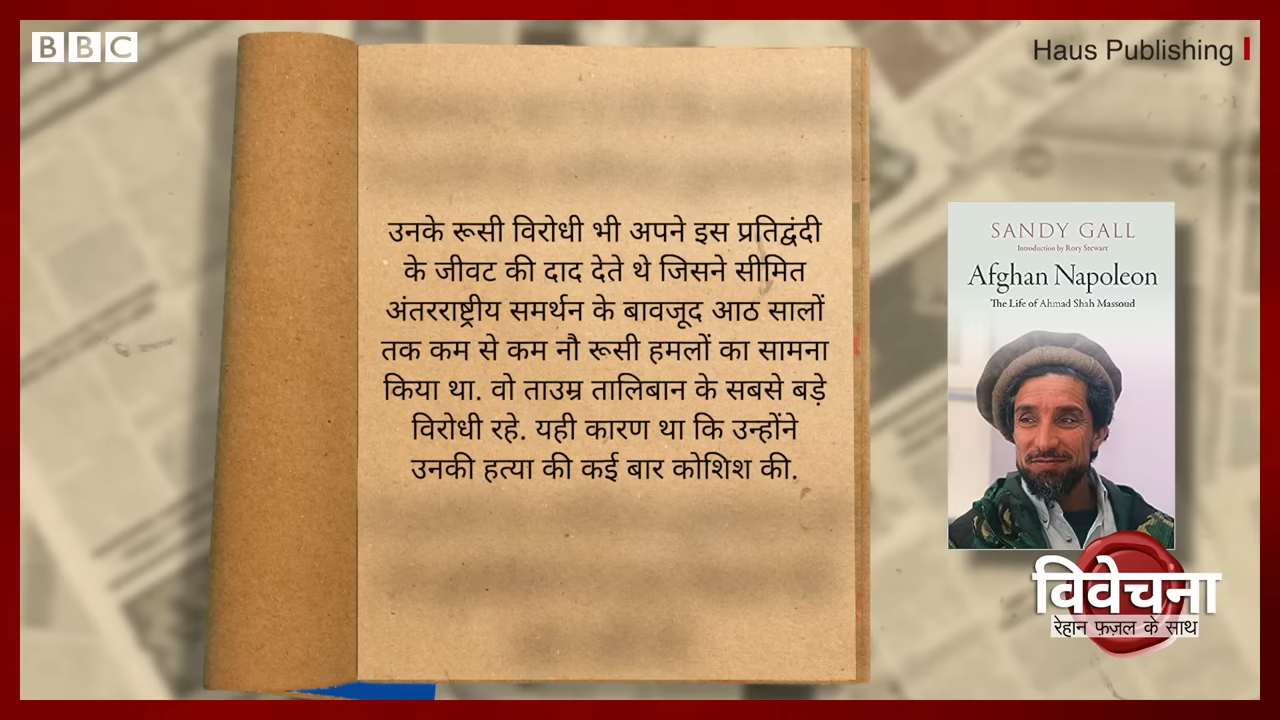 BBC
Haus Publishing
उनके रूसी विरोधी भी अपने इस प्रतिद्वंदी
के जीवट की दाद देते थे जिसने सीमित
अंतरराष्ट्रीय समर्थन के बावजूद आठ सालों
तक कम से कम नौ रूसी हमलों का सामना
किया था. वो ताउम्र तालिबान के सबसे बड़े
विरोधी रहे. यही कारण था कि उन्होंने
उनकी हत्या की कई बार कोशिश की.
SANDY GALL
Introduction by Rory Stewart
Afghan Napoleon
The Life of Ahmad Shah Massoud
विवेचना
रेहान फ़ज़ल के साथ